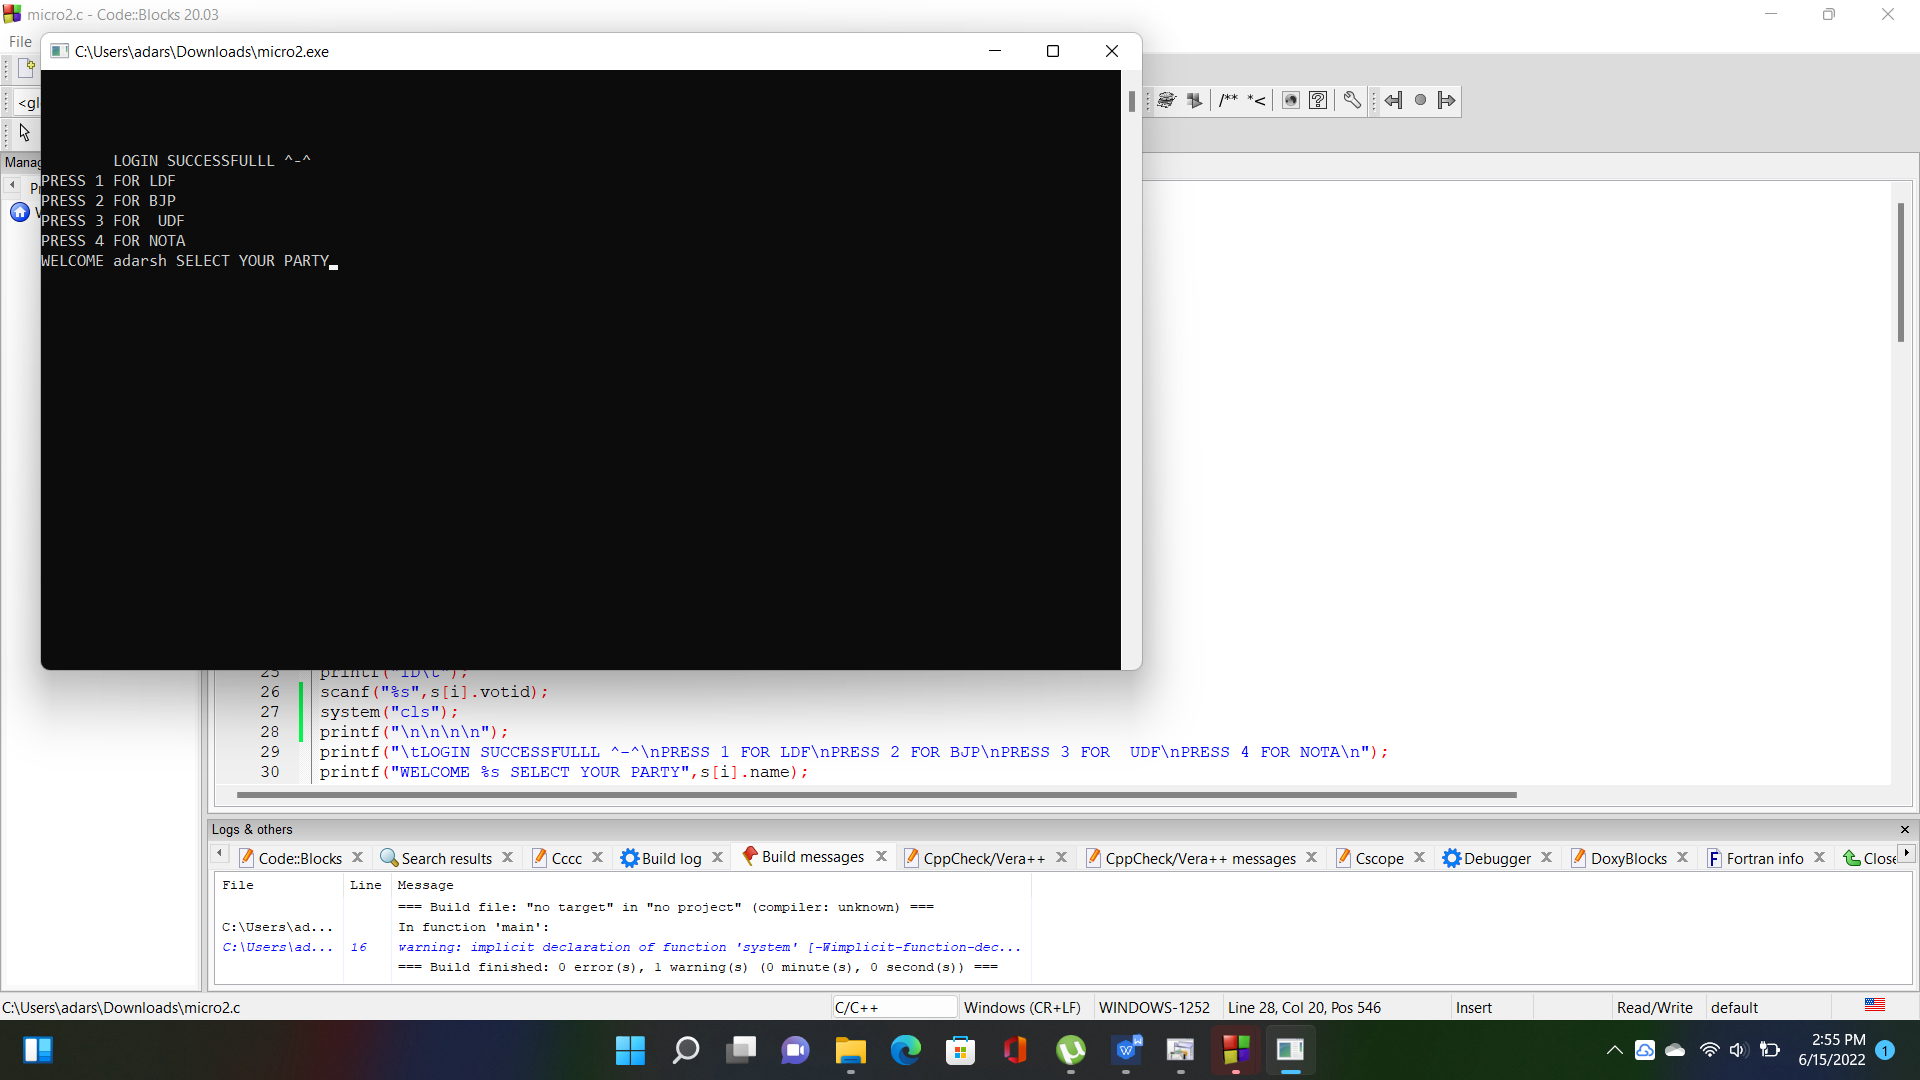 micro2.c - Code::Blocks 20.03
File
C:\Users\adars\Downloads\micro2.exe
<gl
/** *<
Manag
LOGIN SUCCESSFULLL ^-^
PRESS 1 FOR LDF
PRESS 2 FOR BJP
PRESS 3 FOR  UDF
PRESS 4 FOR NOTA
WELCOME adarsh SELECT YOUR PARTY
25 printf("ID\t");
26 scanf("%s",s[i].votid);
27 system("cls");
28 printf("\n\n\n\n");
29 printf("\tLOGIN SUCCESSFULLL ^-^\nPRESS 1 FOR LDF\nPRESS 2 FOR BJP\nPRESS 3 FOR  UDF\nPRESS 4 FOR NOTA\n");
30 printf("WELCOME %s SELECT YOUR PARTY",s[i].name);
Logs & others
Code::Blocks Search results Cccc Build log Build messages CppCheck/Vera++ CppCheck/Vera++ messages Cscope Debugger DoxyBlocks Fortran info Close
File Line Message
=== Build file: "no target" in "no project" (compiler: unknown) ===
C:\Users\ad... In function 'main':
C:\Users\ad... 16 warning: implicit declaration of function 'system' [-Wimplicit-function-dec...
=== Build finished: 0 error(s), 1 warning(s) (0 minute(s), 0 second(s)) ===
C:\Users\adars\Downloads\micro2.c C/C++ Windows (CR+LF) WINDOWS-1252 Line 28, Col 20, Pos 546 Insert Read/Write default
2:55 PM
6/15/2022 1